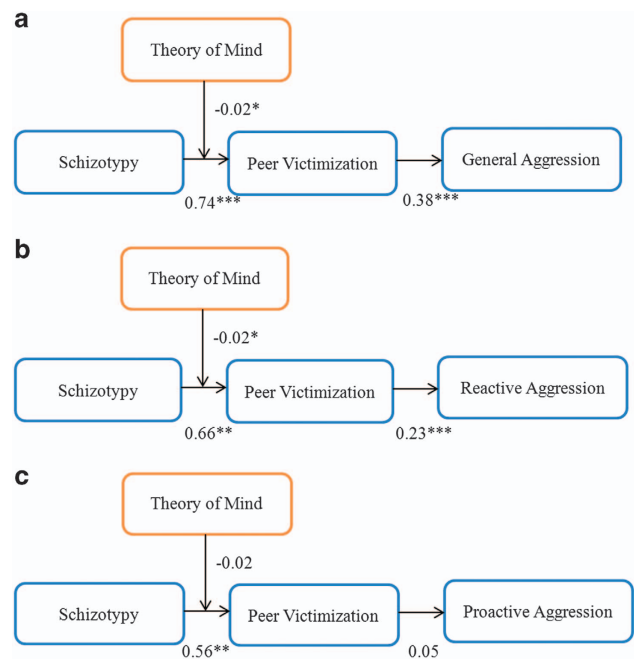 a
Theory of Mind
-0.02*
Schizotypy
Peer Victimization
General Aggression
0.74***
0.38***
b
Theory of Mind
-0.02*
Schizotypy
Peer Victimization
Reactive Aggression
0.66**
0.23***
c
Theory of Mind
-0.02
Schizotypy
Peer Victimization
Proactive Aggression
0.56**
0.05